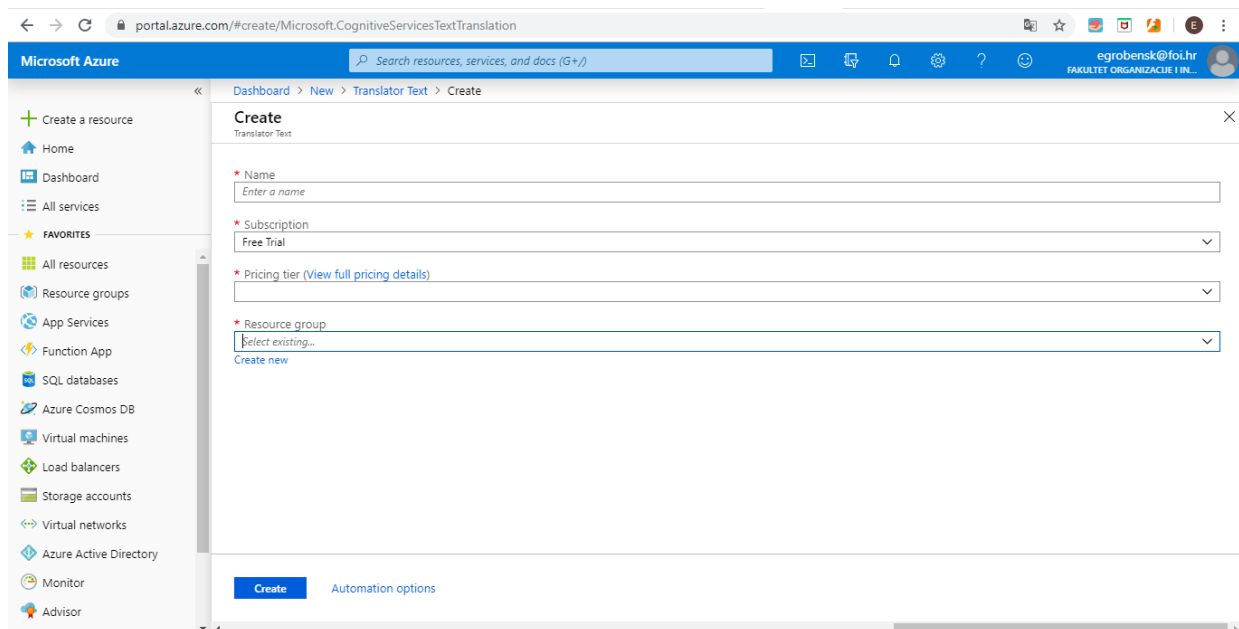 portal.azure.com/#create/Microsoft.CognitiveServicesTextTranslation
E
Microsoft Azure
Search resources, services, and docs (G+/)
egrobensk@foi.hr
FAKULTET ORGANIZACIJE I IN...
Dashboard > New > Translator Text > Create
Create
Translator Text
Create a resource
Home
Dashboard
All services
FAVORITES
All resources
Resource groups
App Services
Function App
SQL databases
Azure Cosmos DB
Virtual machines
Load balancers
Storage accounts
Virtual networks
Azure Active Directory
Monitor
Advisor
* Name
Enter a name
* Subscription
Free Trial
* Pricing tier (View full pricing details)
* Resource group
Select existing...
Create new
Create
Automation options